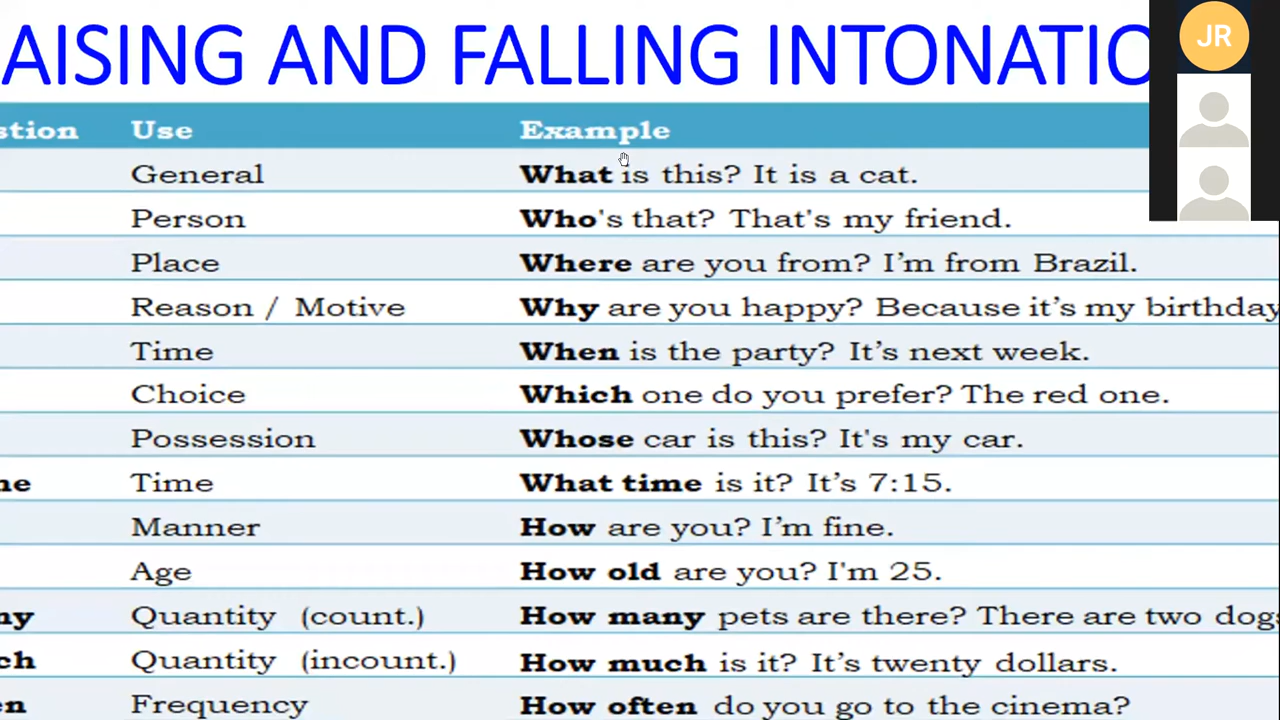 AISING AND FALLING INTONATIO
JR
stion Use Example
General What is this? It is a cat.
Person Who's that? That's my friend.
Place Where are you from? I'm from Brazil.
Reason / Motive Why are you happy? Because it's my birthday
Time When is the party? It's next week.
Choice Which one do you prefer? The red one.
Possession Whose car is this? It's my car.
ne Time What time is it? It's 7:15.
Manner How are you? I'm fine.
Age How old are you? I'm 25.
ny Quantity (count.) How many pets are there? There are two dogs
ch Quantity (incount.) How much is it? It's twenty dollars.
en Frequency How often do you go to the cinema?